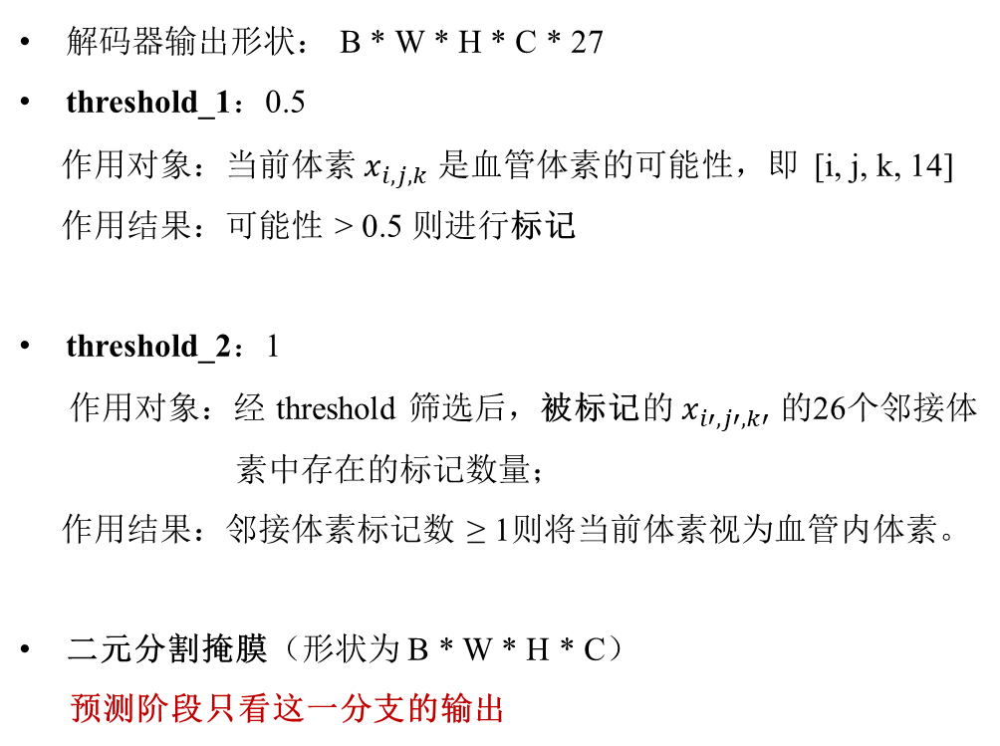 • 解码器输出形状： B * W * H * C * 27
• threshold_1：0.5
作用对象：当前体素 𝑥𝑖,𝑗,𝑘 是血管体素的可能性，即 [i, j, k, 14]
作用结果：可能性 > 0.5 则进行标记
• threshold_2：1
作用对象：经 threshold 筛选后，被标记的 𝑥𝑖′,𝑗′,𝑘′ 的26个邻接体
素中存在的标记数量；
作用结果：邻接体素标记数 ≥ 1则将当前体素视为血管内体素。
• 二元分割掩膜（形状为 B * W * H * C）
预测阶段只看这一分支的输出